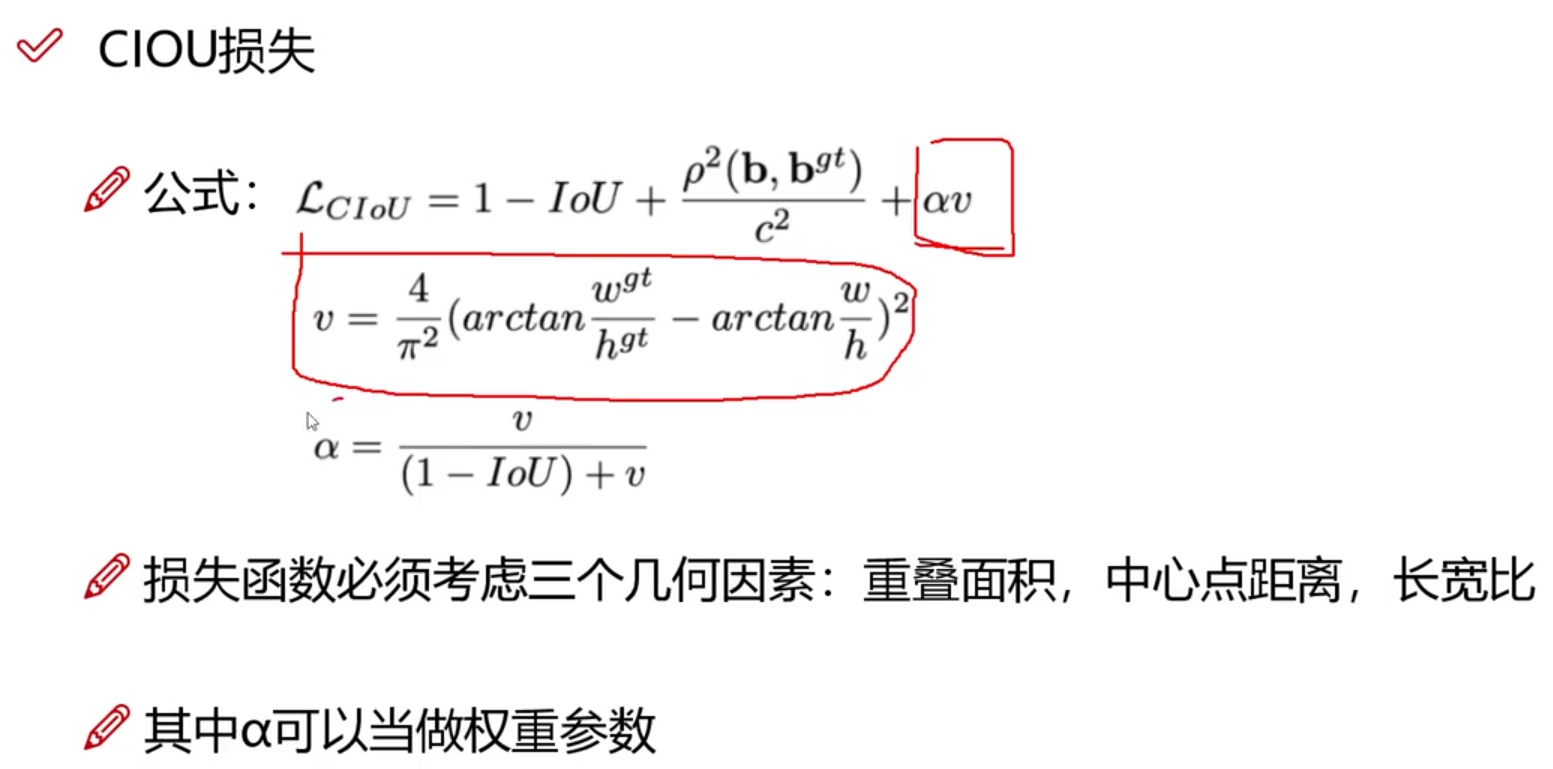 CIOU损失
公式： $\mathcal{L}_{CIoU} = 1 - IoU + \frac{\rho^2(\mathbf{b}, \mathbf{b}^{gt})}{c^2} + \alpha v$
$v = \frac{4}{\pi^2}(arctan\frac{w^{gt}}{h^{gt}} - arctan\frac{w}{h})^2$
$\alpha = \frac{v}{(1 - IoU) + v}$
损失函数必须考虑三个几何因素：重叠面积，中心点距离，长宽比
其中α可以当做权重参数